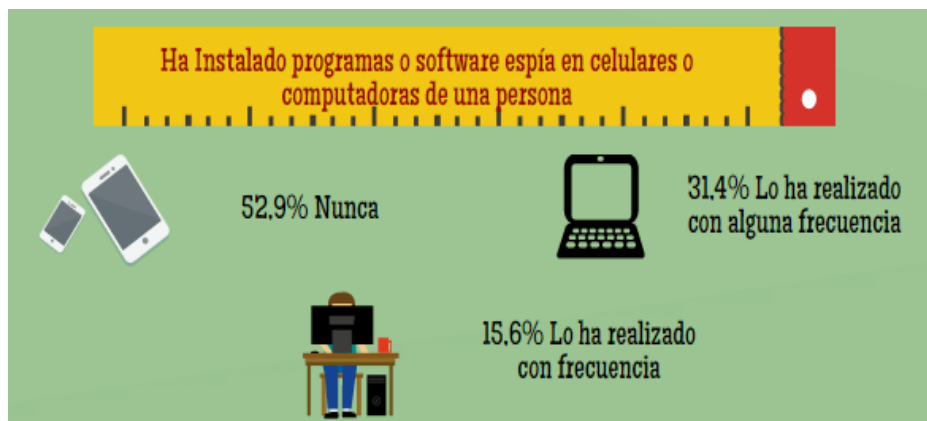 Ha Instalado programas o software espía en celulares o
computadoras de una persona
52,9% Nunca
31,4% Lo ha realizado
con alguna frecuencia
15,6% Lo ha realizado
con frecuencia